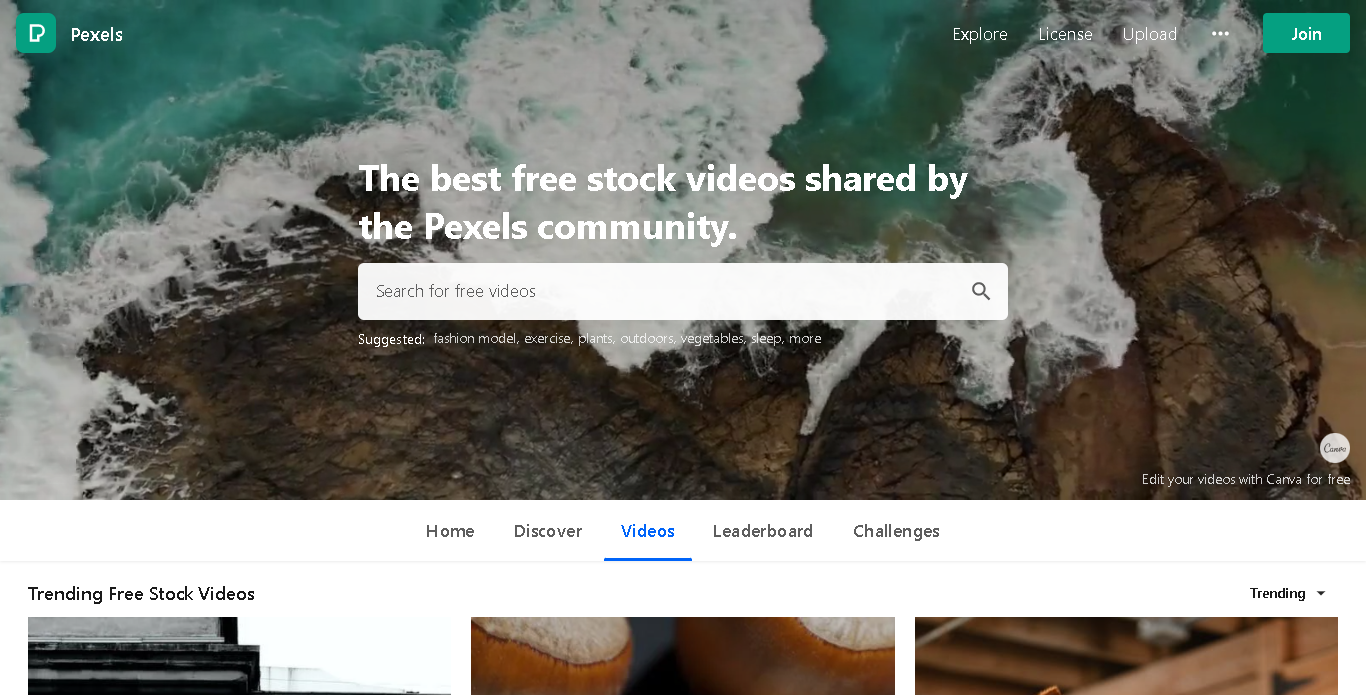 Pexels
Explore
License
Upload
Join
The best free stock videos shared by
the Pexels community.
Search for free videos
Suggested: fashion model, exercise, plants, outdoors, vegetables, sleep, more
Canva
Edit your videos with Canva for free
Home
Discover
Videos
Leaderboard
Challenges
Trending Free Stock Videos
Trending